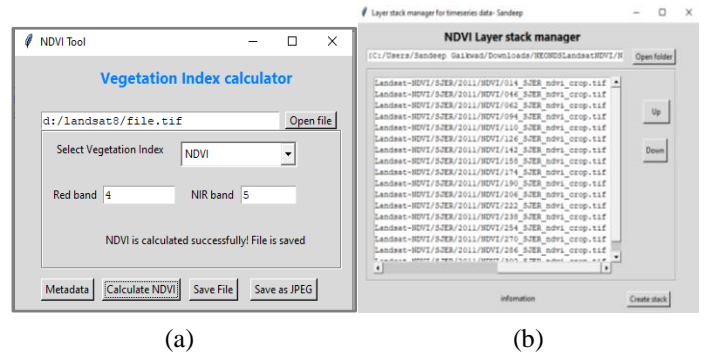 NDVI Tool
Vegetation Index calculator
d:/landsat8/file.tif Open file
Select Vegetation Index NDVI
Red band 4 NIR band 5
NDVI is calculated successfully! File is saved
Metadata Calculate NDVI Save File Save as JPEG
(a)
Layer stack manager for timeseries data- Sandeep
NDVI Layer stack manager
(C:/Users/Sandeep Gaikwad/Downloads/NEONDSLandsatNDVI/N Open folder
Landsat-NDVI/SJER/2011/NDVI/014_SJER_ndvi_crop.tif
Landsat-NDVI/SJER/2011/NDVI/046_SJER_ndvi_crop.tif
Landsat-NDVI/SJER/2011/NDVI/062_SJER_ndvi_crop.tif
Landsat-NDVI/SJER/2011/NDVI/094_SJER_ndvi_crop.tif
Landsat-NDVI/SJER/2011/NDVI/110_SJER_ndvi_crop.tif
Landsat-NDVI/SJER/2011/NDVI/126_SJER_ndvi_crop.tif
Landsat-NDVI/SJER/2011/NDVI/142_SJER_ndvi_crop.tif
Landsat-NDVI/SJER/2011/NDVI/158_SJER_ndvi_crop.tif
Landsat-NDVI/SJER/2011/NDVI/174_SJER_ndvi_crop.tif
Landsat-NDVI/SJER/2011/NDVI/190_SJER_ndvi_crop.tif
Landsat-NDVI/SJER/2011/NDVI/206_SJER_ndvi_crop.tif
Landsat-NDVI/SJER/2011/NDVI/222_SJER_ndvi_crop.tif
Landsat-NDVI/SJER/2011/NDVI/238_SJER_ndvi_crop.tif
Landsat-NDVI/SJER/2011/NDVI/254_SJER_ndvi_crop.tif
Landsat-NDVI/SJER/2011/NDVI/270_SJER_ndvi_crop.tif
Landsat-NDVI/SJER/2011/NDVI/286_SJER_ndvi_crop.tif
Up
Down
infomation Create stack
(b)